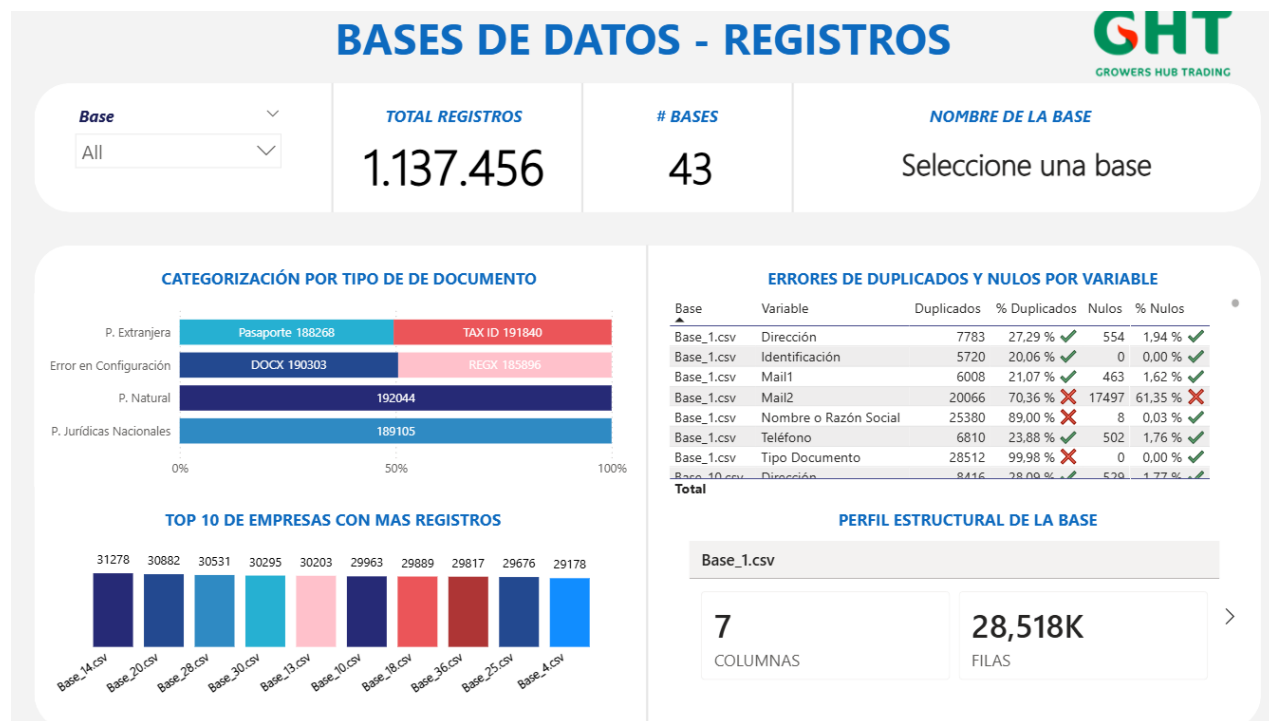 BASES DE DATOS - REGISTROS
GHT
GROWERS HUB TRADING
Base
All
TOTAL REGISTROS
1.137.456
# BASES
43
NOMBRE DE LA BASE
Seleccione una base
CATEGORIZACIÓN POR TIPO DE DE DOCUMENTO
P. Extranjera Pasaporte 188268 TAX ID 191840
Error en Configuración DOCX 190303 REGX 185896
P. Natural 192044
P. Jurídicas Nacionales 189105
0% 50% 100%
ERRORES DE DUPLICADOS Y NULOS POR VARIABLE
Base Variable Duplicados % Duplicados Nulos % Nulos
Base_1.csv Dirección 7783 27,29 % 554 1,94 %
Base_1.csv Identificación 5720 20,06 % 0 0,00 %
Base_1.csv Mail1 6008 21,07 % 463 1,62 %
Base_1.csv Mail2 20066 70,36 % 17497 61,35 %
Base_1.csv Nombre o Razón Social 25380 89,00 % 8 0,03 %
Base_1.csv Teléfono 6810 23,88 % 502 1,76 %
Base_1.csv Tipo Documento 28512 99,98 % 0 0,00 %
Base_10.csv Dirección 8416 28,09 % 529 1,77 %
Total
TOP 10 DE EMPRESAS CON MAS REGISTROS
31278 30882 30531 30295 30203 29963 29889 29817 29676 29178
Base_14.csv Base_20.csv Base_28.csv Base_30.csv Base_13.csv Base_10.csv Base_18.csv Base_36.csv Base_25.csv Base_4.csv
PERFIL ESTRUCTURAL DE LA BASE
Base_1.csv
7
COLUMNAS
28,518K
FILAS